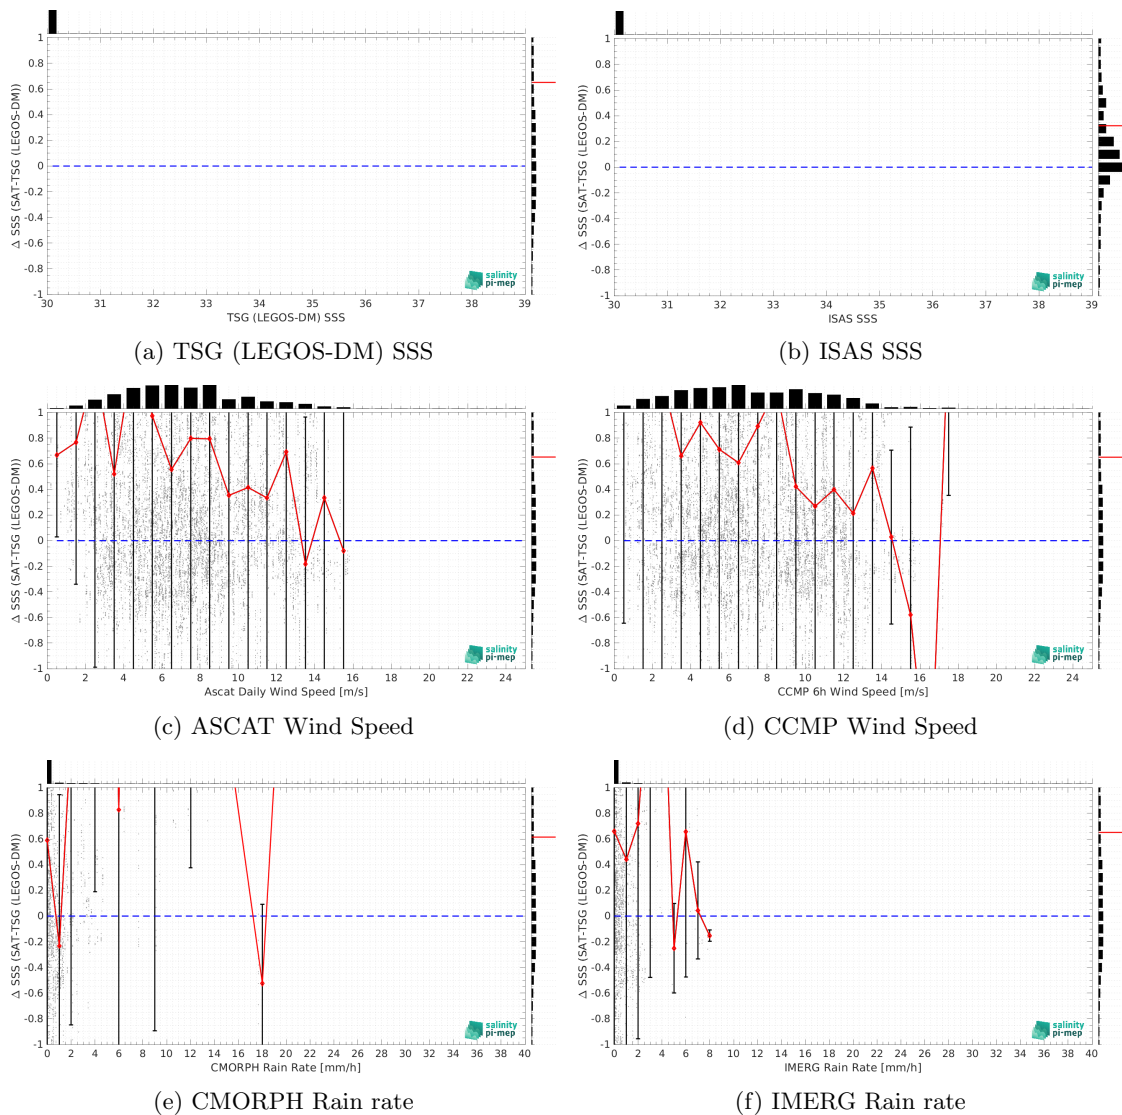 1
0.8
0.6
0.4
0.2
0
-0.2
-0.4
-0.6
-0.8
-1
Δ SSS (SAT-TSG (LEGOS-DM))
salinity
pi-mep
30 31 32 33 34 35 36 37 38 39
TSG (LEGOS-DM) SSS
(a) TSG (LEGOS-DM) SSS
1
0.8
0.6
0.4
0.2
0
-0.2
-0.4
-0.6
-0.8
-1
Δ SSS (SAT-TSG (LEGOS-DM))
salinity
pi-mep
30 31 32 33 34 35 36 37 38 39
ISAS SSS
(b) ISAS SSS
1
0.8
0.6
0.4
0.2
0
-0.2
-0.4
-0.6
-0.8
-1
Δ SSS (SAT-TSG (LEGOS-DM))
salinity
pi-mep
0 2 4 6 8 10 12 14 16 18 20 22 24
Ascat Daily Wind Speed [m/s]
(c) ASCAT Wind Speed
1
0.8
0.6
0.4
0.2
0
-0.2
-0.4
-0.6
-0.8
-1
Δ SSS (SAT-TSG (LEGOS-DM))
salinity
pi-mep
0 2 4 6 8 10 12 14 16 18 20 22 24
CCMP 6h Wind Speed [m/s]
(d) CCMP Wind Speed
1
0.8
0.6
0.4
0.2
0
-0.2
-0.4
-0.6
-0.8
-1
Δ SSS (SAT-TSG (LEGOS-DM))
salinity
pi-mep
0 2 4 6 8 10 12 14 16 18 20 22 24 26 28 30 32 34 36 38 40
CMORPH Rain Rate [mm/h]
(e) CMORPH Rain rate
1
0.8
0.6
0.4
0.2
0
-0.2
-0.4
-0.6
-0.8
-1
Δ SSS (SAT-TSG (LEGOS-DM))
salinity
pi-mep
0 2 4 6 8 10 12 14 16 18 20 22 24 26 28 30 32 34 36 38 40
IMERG Rain Rate [mm/h]
(f) IMERG Rain rate